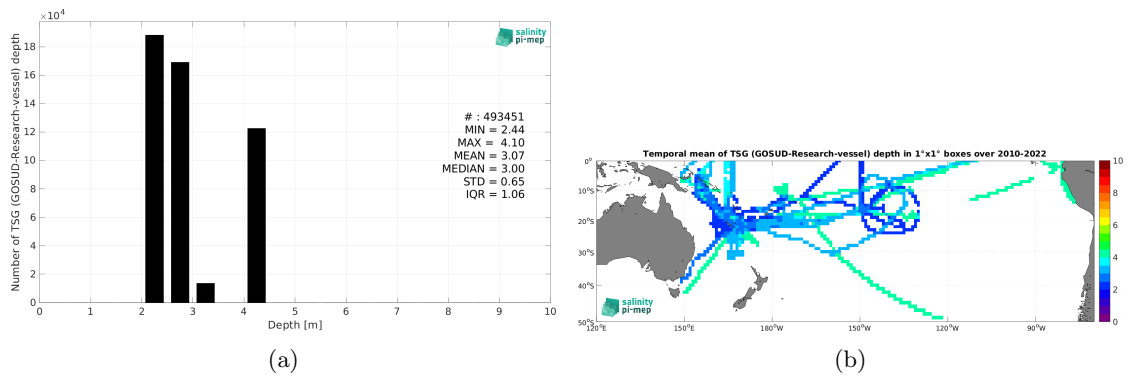 ×10⁴
18
16
14
12
10
8
6
4
2
0
Number of TSG (GOSUD-Research-vessel) depth
0 1 2 3 4 5 6 7 8 9 10
Depth [m]
salinity
pi-mep
# : 493451
MIN = 2.44
MAX = 4.10
MEAN = 3.07
MEDIAN = 3.00
STD = 0.65
IQR = 1.06
(a)
Temporal mean of TSG (GOSUD-Research-vessel) depth in 1°x1° boxes over 2010-2022
0°
10°S
20°S
30°S
40°S
50°S
120°E 150°E 180°W 150°W 120°W 90°W
salinity
pi-mep
10
8
6
4
2
0
(b)